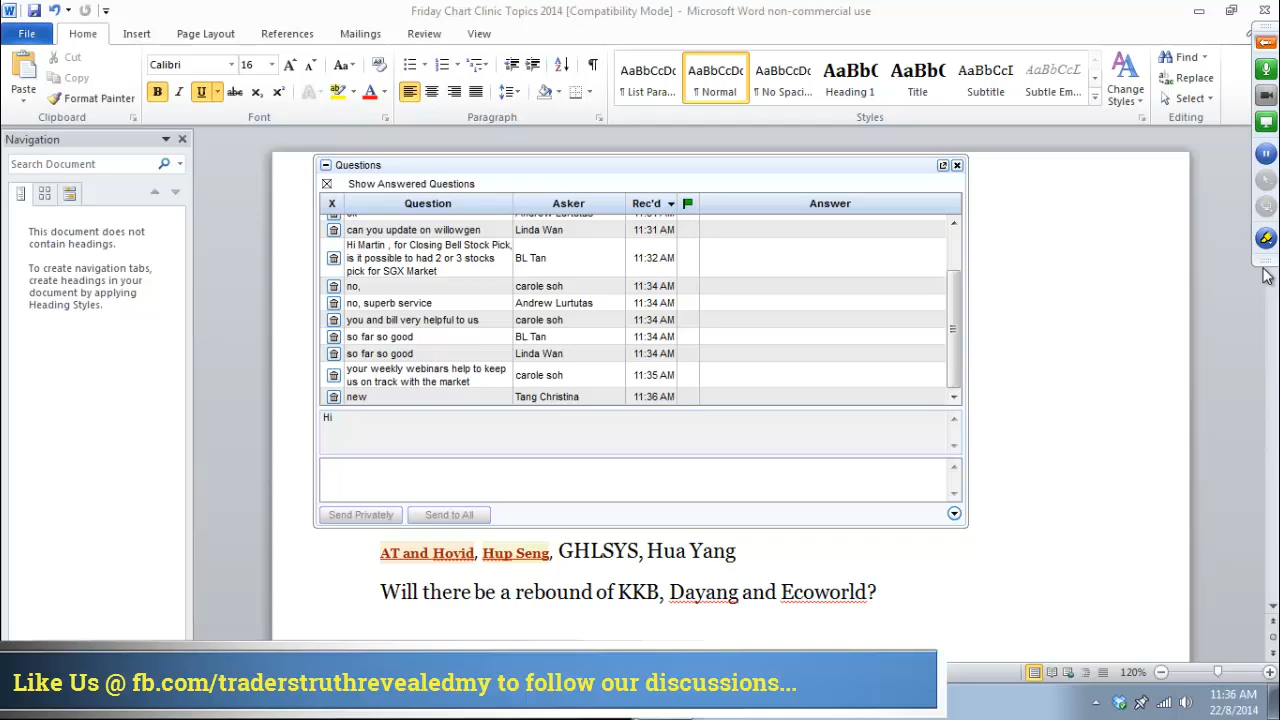 Friday Chart Clinic Topics 2014 [Compatibility Mode] - Microsoft Word non-commercial use
File Home Insert Page Layout References Mailings Review View
Paste Cut Copy Format Painter
Calibri 16 Aa
B I U abc x₂ x² A A
AaBbCcDc AaBbCcDc AaBbCcDc AaBb( AaBb( AaBbCcD AaBbCcL
¶ List Para... ¶ Normal ¶ No Spaci... Heading 1 Title Subtitle Subtle Em...
Change Styles
Find Replace Select
Clipboard Font Paragraph Styles Editing
Navigation
Search Document
This document does not
contain headings.
To create navigation tabs,
create headings in your
document by applying
Heading Styles.
Questions
Show Answered Questions
X Question Asker Rec'd Answer
can you update on willowgen Linda Wan 11:31 AM
Hi Martin , for Closing Bell Stock Pick,
is it possible to had 2 or 3 stocks BL Tan 11:32 AM
pick for SGX Market
no, carole soh 11:34 AM
no, superb service Andrew Lurtutas 11:34 AM
you and bill very helpful to us carole soh 11:34 AM
so far so good BL Tan 11:34 AM
so far so good Linda Wan 11:34 AM
your weekly webinars help to keep
us on track with the market carole soh 11:35 AM
new Tang Christina 11:36 AM
Hi
Send Privately Send to All
AT and Hovid, Hup Seng, GHLSYS, Hua Yang
Will there be a rebound of KKB, Dayang and Ecoworld?
Like Us @ fb.com/traderstruthrevealedmy to follow our discussions...
120%
11:36 AM
22/8/2014